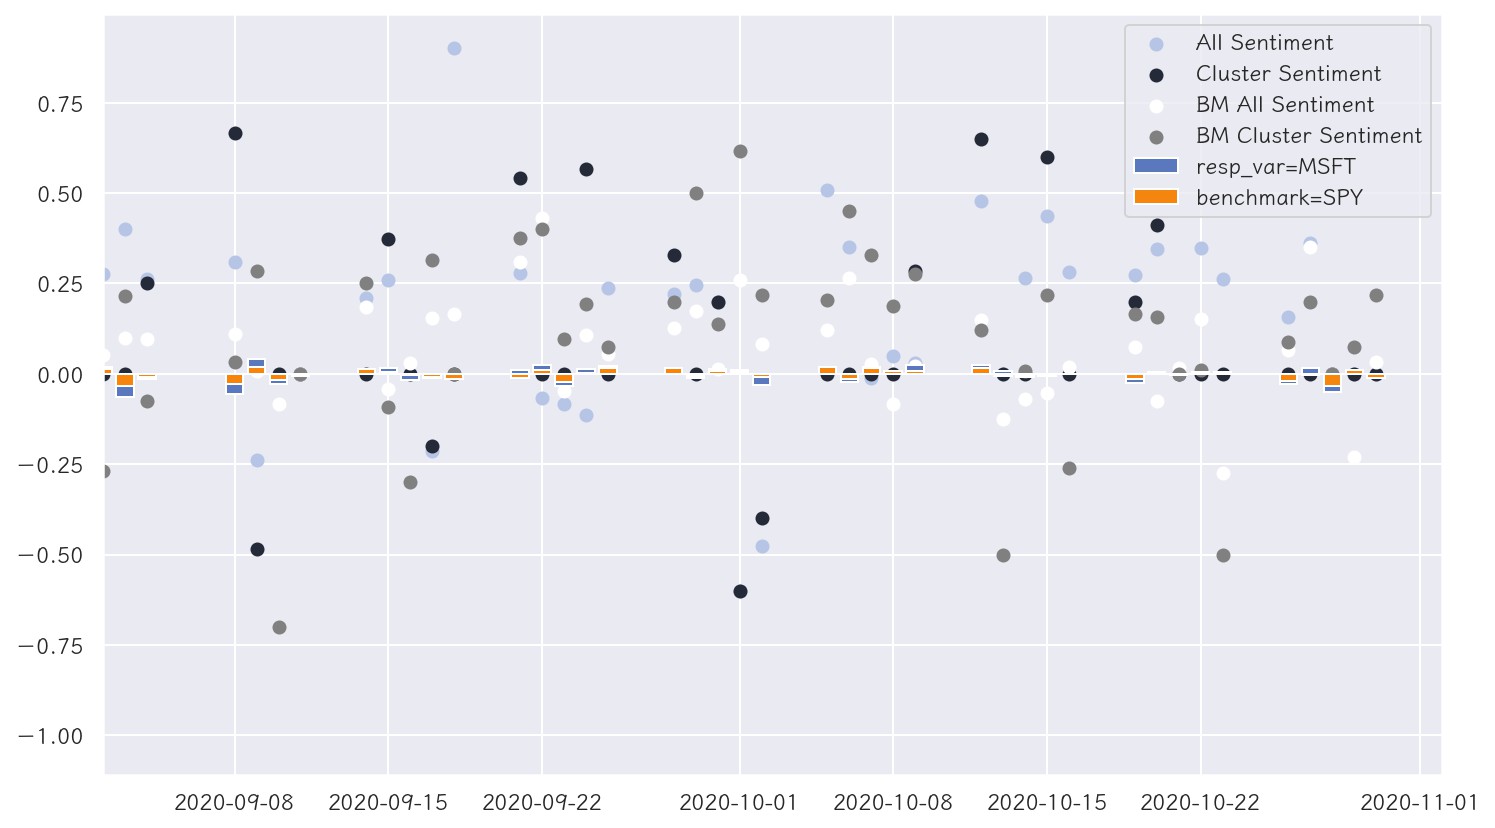 All Sentiment
Cluster Sentiment
BM All Sentiment
BM Cluster Sentiment
resp_var=MSFT
benchmark=SPY
0.75
0.50
0.25
0.00
−0.25
−0.50
−0.75
−1.00
2020-09-08 2020-09-15 2020-09-22 2020-10-01 2020-10-08 2020-10-15 2020-10-22 2020-11-01